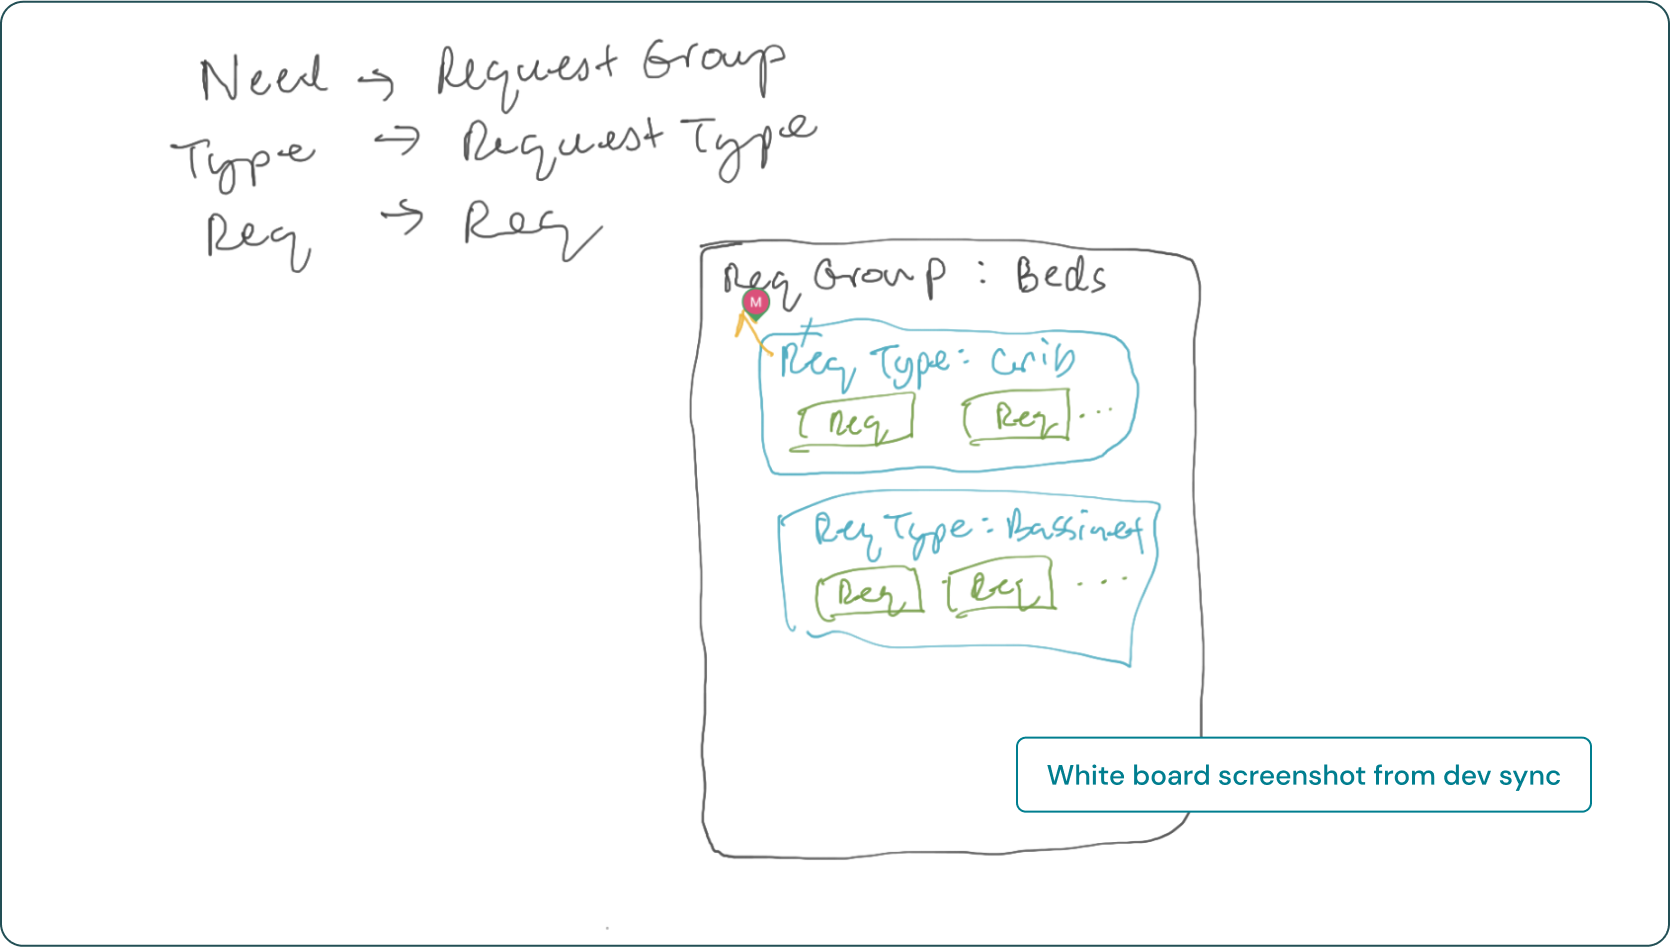 Need → Request Group
Type → Request Type
Req → Req
Req Group : Beds
M
Req Type: Crib
Req Req ...
Req Type: Bassinet
Req Req ...
White board screenshot from dev sync